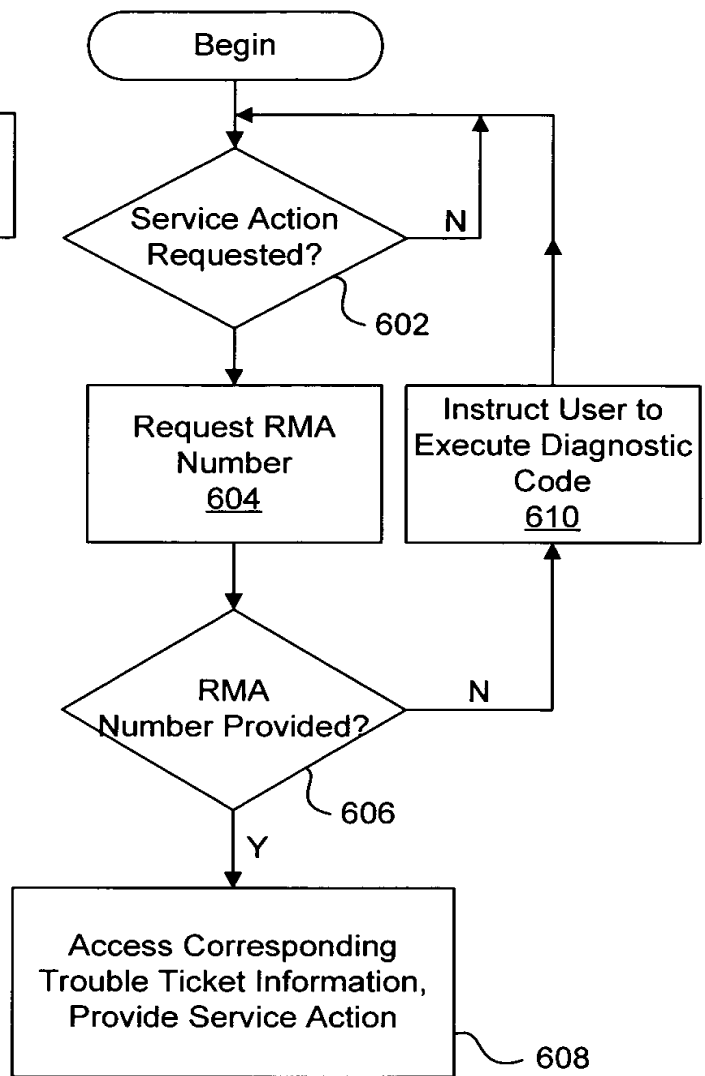 Begin
Service Action
Requested?
N
602
Request RMA
Number
604
Instruct User to
Execute Diagnostic
Code
610
RMA
Number Provided?
N
606
Y
Access Corresponding
Trouble Ticket Information,
Provide Service Action
608